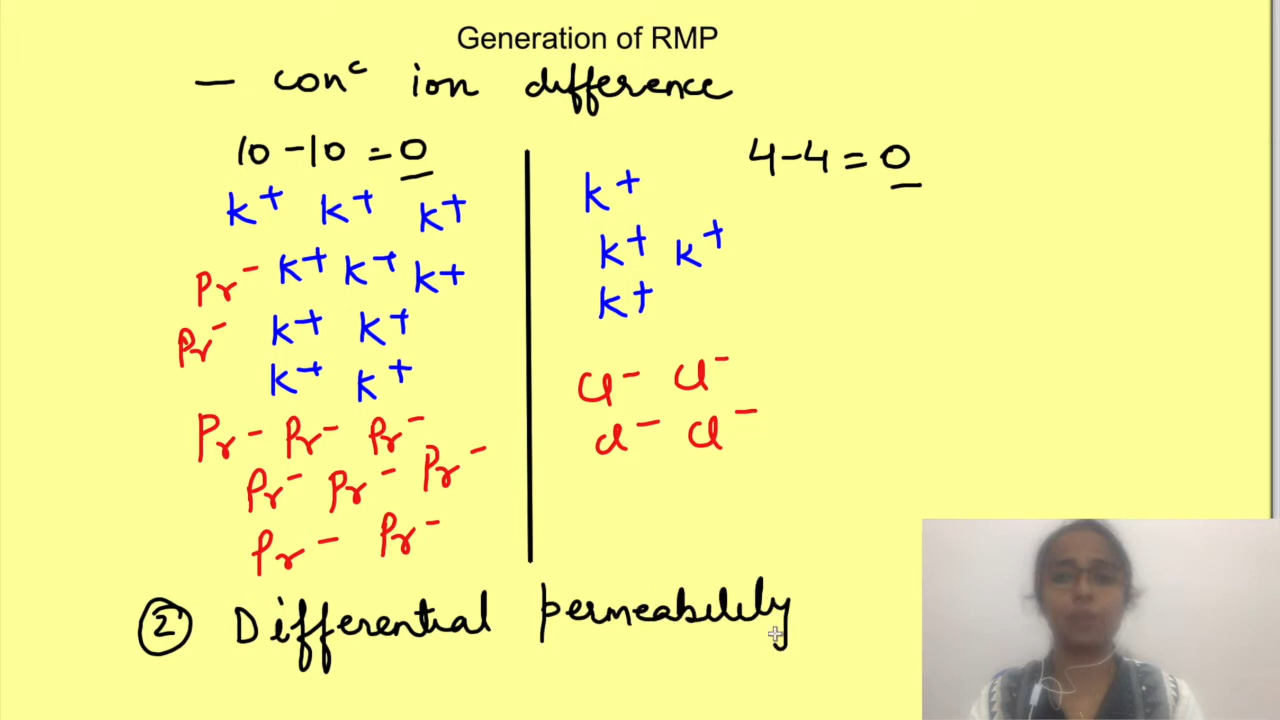 Generation of RMP
— conᶜ ion difference
10 - 10 = 0
4 - 4 = 0
K+ K+ K+
K+
Pr- K+ K+ K+
K+ K+
Pr- K+ K+
K+
K+ K+
Cl- Cl-
Pr- Pr- Pr-
Cl- Cl-
Pr- Pr- Pr-
Pr- Pr-
② Differential permeability